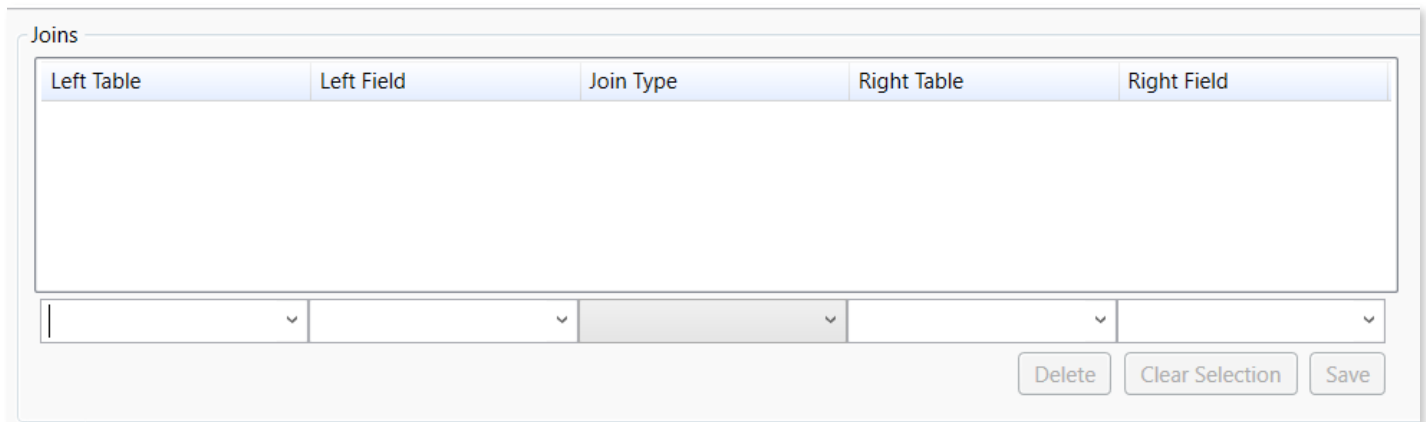 Joins
Left Table Left Field Join Type Right Table Right Field
Delete Clear Selection Save